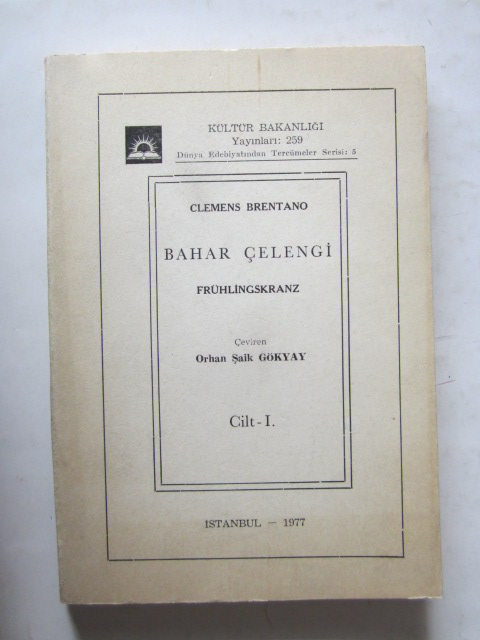 KÜLTÜR BAKANLIĞI
Yayınları: 259
Dünya Edebiyatından Tercümeler Serisi: 5
CLEMENS BRENTANO
BAHAR ÇELENGİ
FRÜHLINGSKRANZ
Çeviren
Orhan Şaik GÖKYAY
Cilt - I.
İSTANBUL — 1977